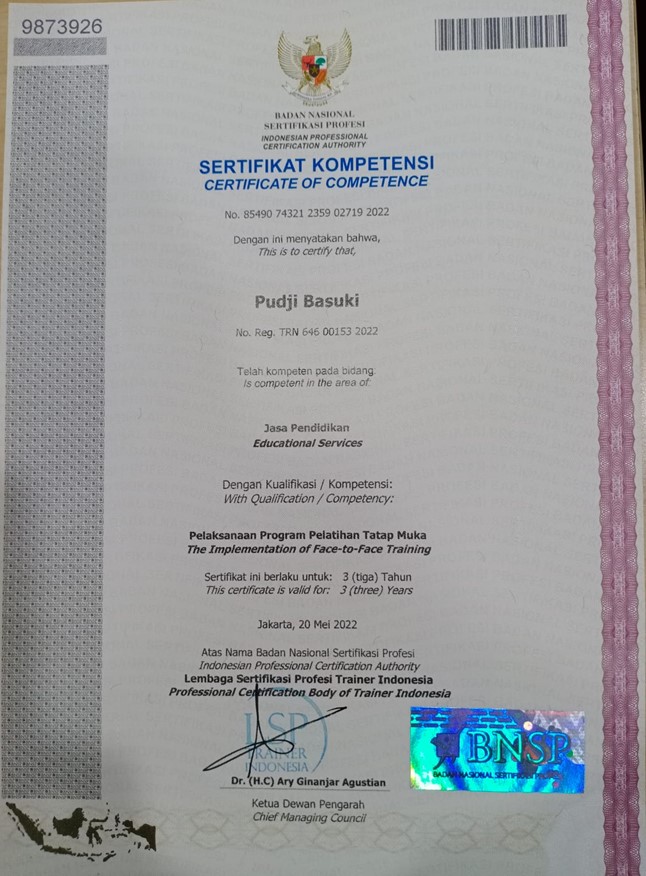 9873926
BADAN NASIONAL
SERTIFIKASI PROFESI
INDONESIAN PROFESSIONAL
CERTIFICATION AUTHORITY
SERTIFIKAT KOMPETENSI
CERTIFICATE OF COMPETENCE
No. 85490 74321 2359 02719 2022
Dengan ini menyatakan bahwa,
This is to certify that,
Pudji Basuki
No. Reg. TRN 646 00153 2022
Telah kompeten pada bidang:
Is competent in the area of:
Jasa Pendidikan
Educational Services
Dengan Kualifikasi / Kompetensi:
With Qualification / Competency:
Pelaksanaan Program Pelatihan Tatap Muka
The Implementation of Face-to-Face Training
Sertifikat ini berlaku untuk: 3 (tiga) Tahun
This certificate is valid for: 3 (three) Years
Jakarta, 20 Mei 2022
Atas Nama Badan Nasional Sertifikasi Profesi
Indonesian Professional Certification Authority
Lembaga Sertifikasi Profesi Trainer Indonesia
Professional Certification Body of Trainer Indonesia
LSP
TRAINER
INDONESIA
BNSP
BADAN NASIONAL SERTIFIKASI PROFESI
Dr. (H.C) Ary Ginanjar Agustian
Ketua Dewan Pengarah
Chief Managing Council